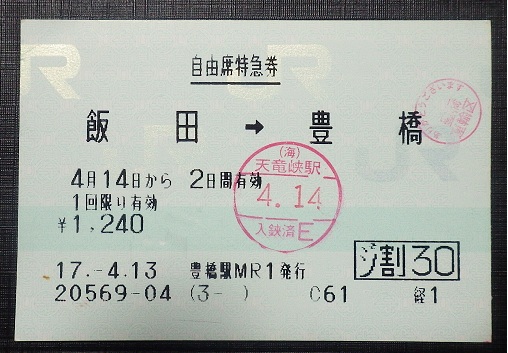 自由席特急券
飯田 → 豊橋
4月14日から 2日間有効
1回限り有効
¥1,240
(海)
天竜峡駅
4.14
入鋏済E
17.-4.13 豊橋駅MR1発行
ジ割30
20569-04 (3- ) C61 経1